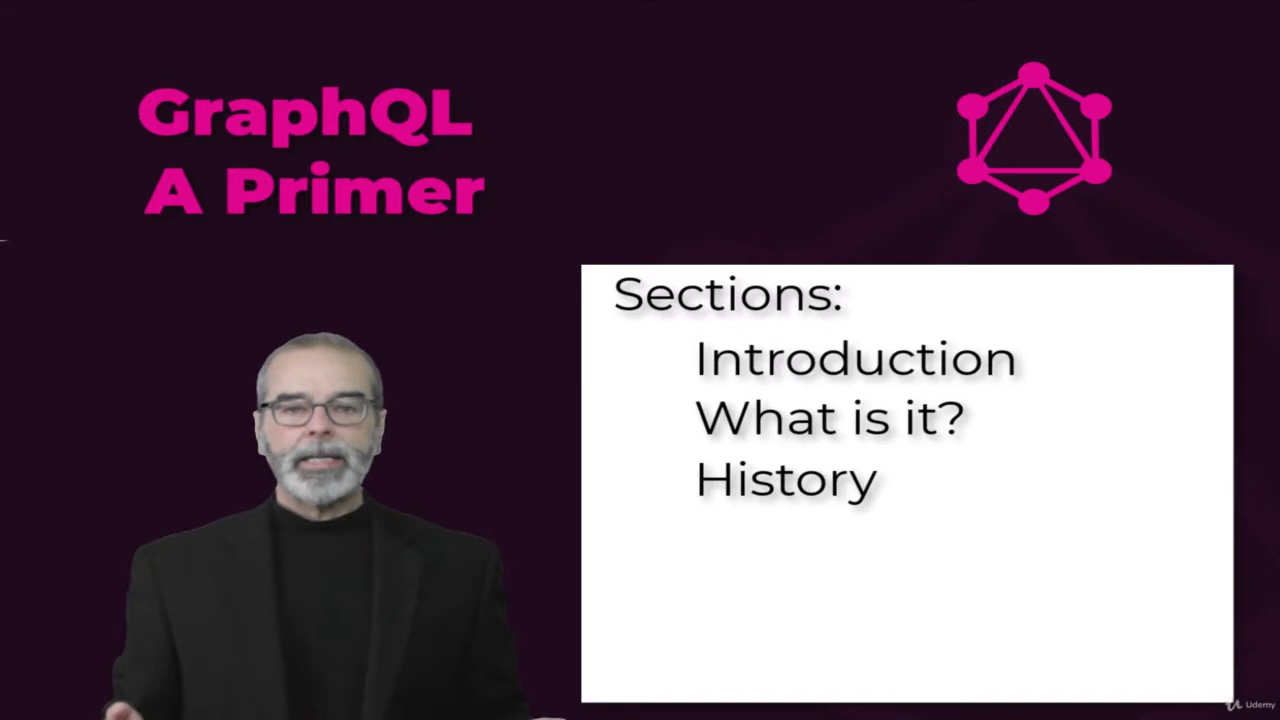 GraphQL
A Primer
Sections:
Introduction
What is it?
History
Udemy